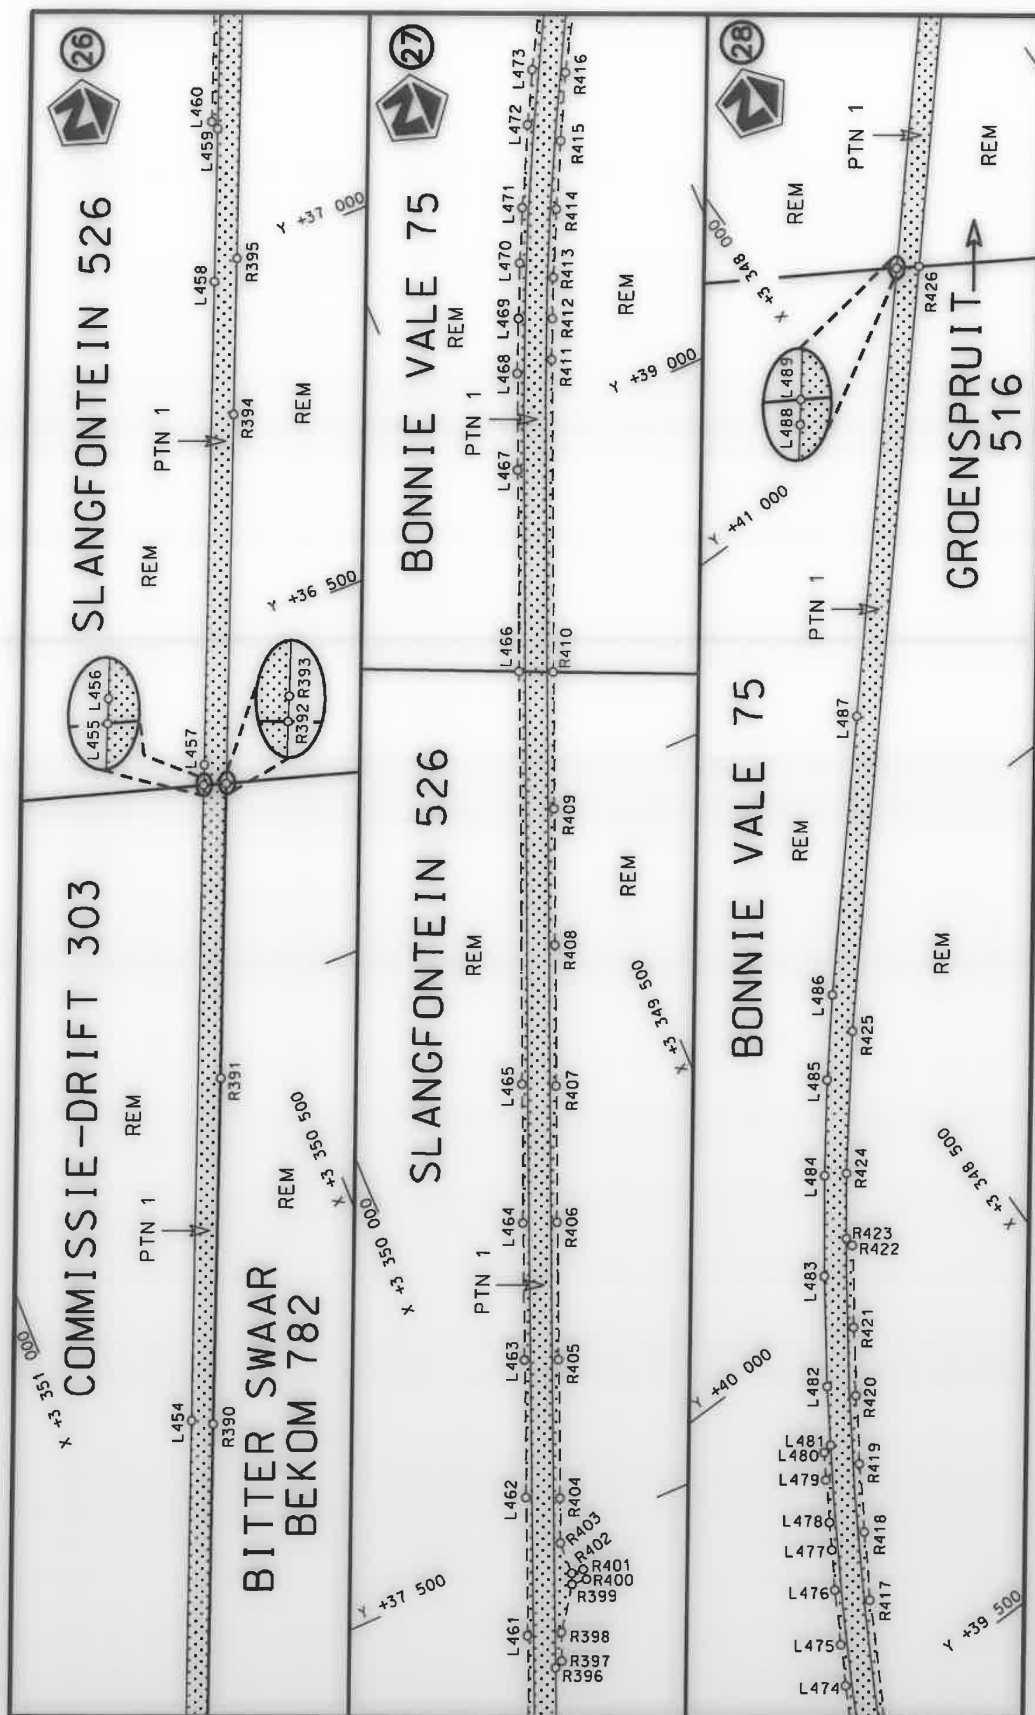 26
SLANGFONTEIN 526
COMMISSIE-DRIFT 303
BITTER SWAAR
BEKOM 782
X +3 351 000
X +3 350 500
Y +36 500
Y +37 000
REM
PTN 1
REM
REM
PTN 1
REM
L454
L455
L456
L457
L458
L459
L460
R390
R391
R392
R393
R394
R395
27
BONNIE VALE 75
SLANGFONTEIN 526
X +3 350 000
X +3 349 500
Y +37 500
Y +39 000
REM
REM
REM
REM
PTN 1
PTN 1
L461
L462
L463
L464
L465
L466
L467
L468
L469
L470
L471
L472
L473
R396
R397
R398
R399
R400
R401
R402
R403
R404
R405
R406
R407
R408
R409
R410
R411
R412
R413
R414
R415
R416
28
BONNIE VALE 75
GROENSPRUIT
516
X +3 348 500
X +3 348 000
Y +39 500
Y +40 000
Y +41 000
REM
REM
REM
REM
PTN 1
PTN 1
L474
L475
L476
L477
L478
L479
L480
L481
L482
L483
L484
L485
L486
L487
L488
L489
R417
R418
R419
R420
R421
R422
R423
R424
R425
R426